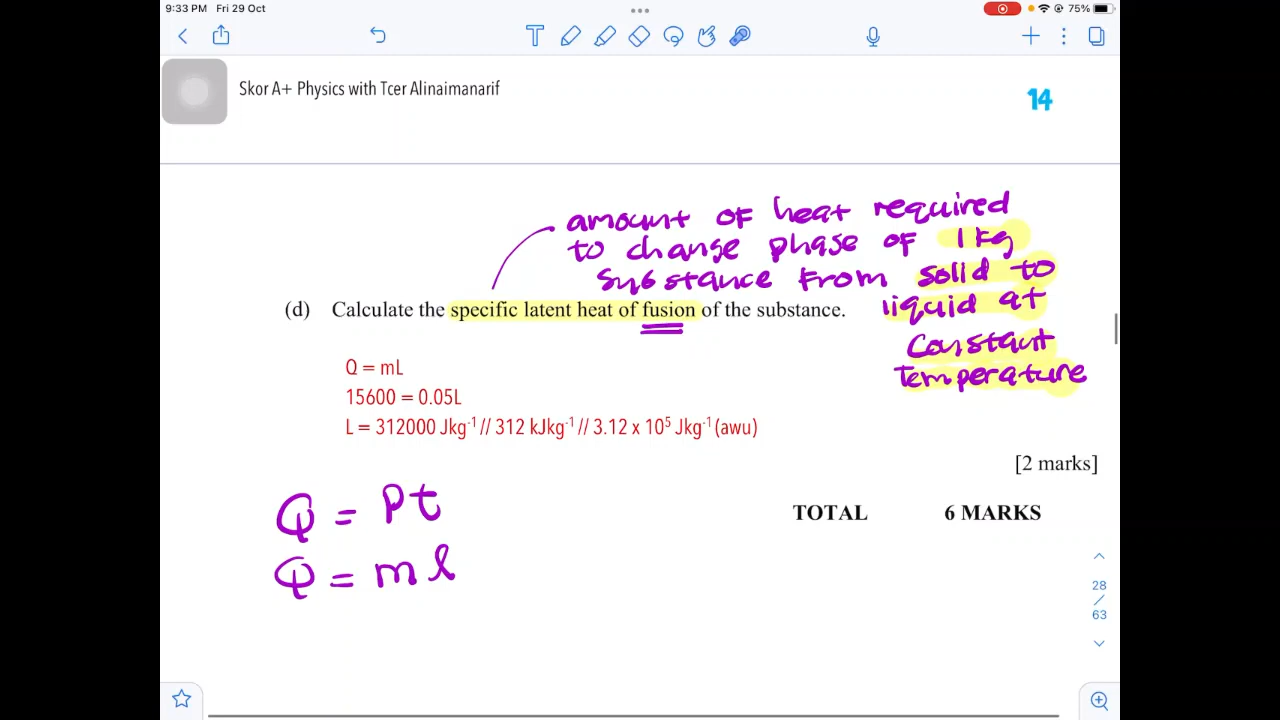 9:33 PM Fri 29 Oct
75%
T
Skor A+ Physics with Tcer Alinaimanarif
14
amount of heat required
to change phase of 1 kg
substance from solid to
liquid at
constant
temperature
(d) Calculate the specific latent heat of fusion of the substance.
Q = mL
15600 = 0.05L
L = 312000 Jkg⁻¹ // 312 kJkg⁻¹ // 3.12 x 10⁵ Jkg⁻¹ (awu)
[2 marks]
Q = Pt
TOTAL 6 MARKS
Q = ml
28
/
63